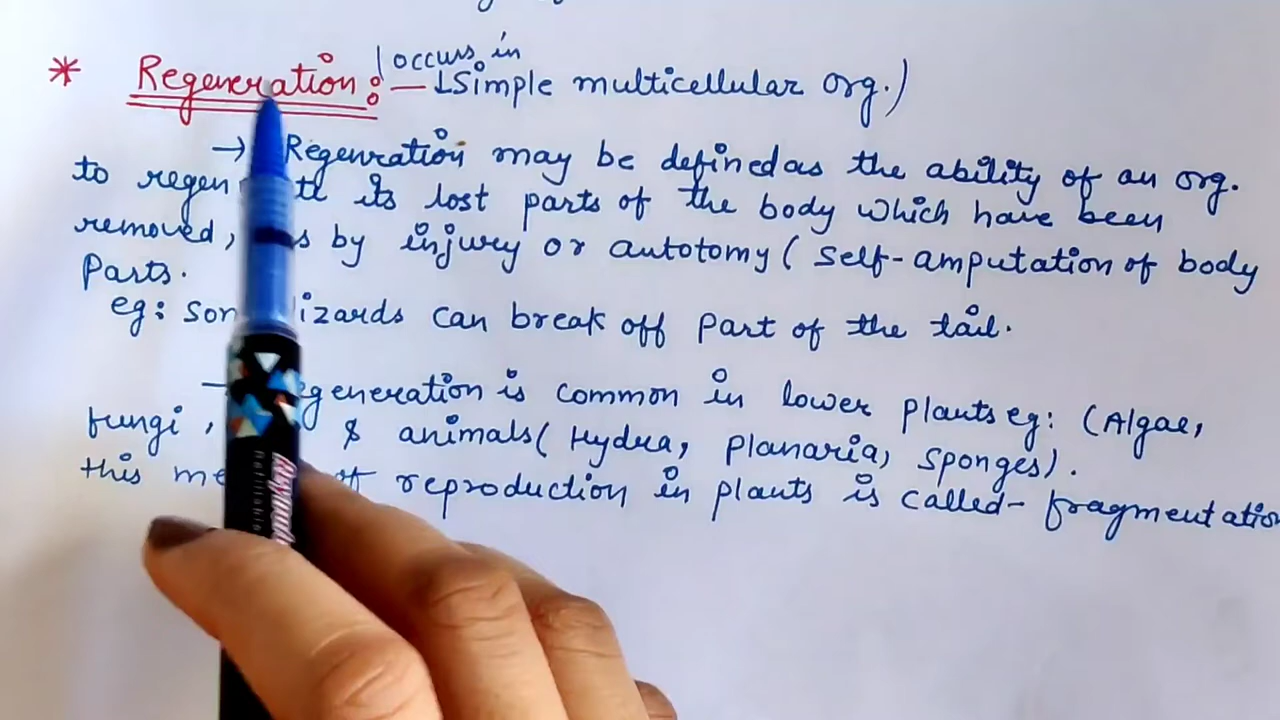 * Regeneration : — (occurs in
↓Simple multicellular org.)
→ Regenration may be defined as the ability of an org.
to regen its lost parts of the body which have been
removed, by injury or autotomy ( Self-amputation of body
Parts.
eg: lizards can break off part of the tail.
Regeneration is common in lower plants eg: (Algae,
fungi, & animals( Hydra, Planaria, Sponges).
this of reproduction in plants is called- fragmentation